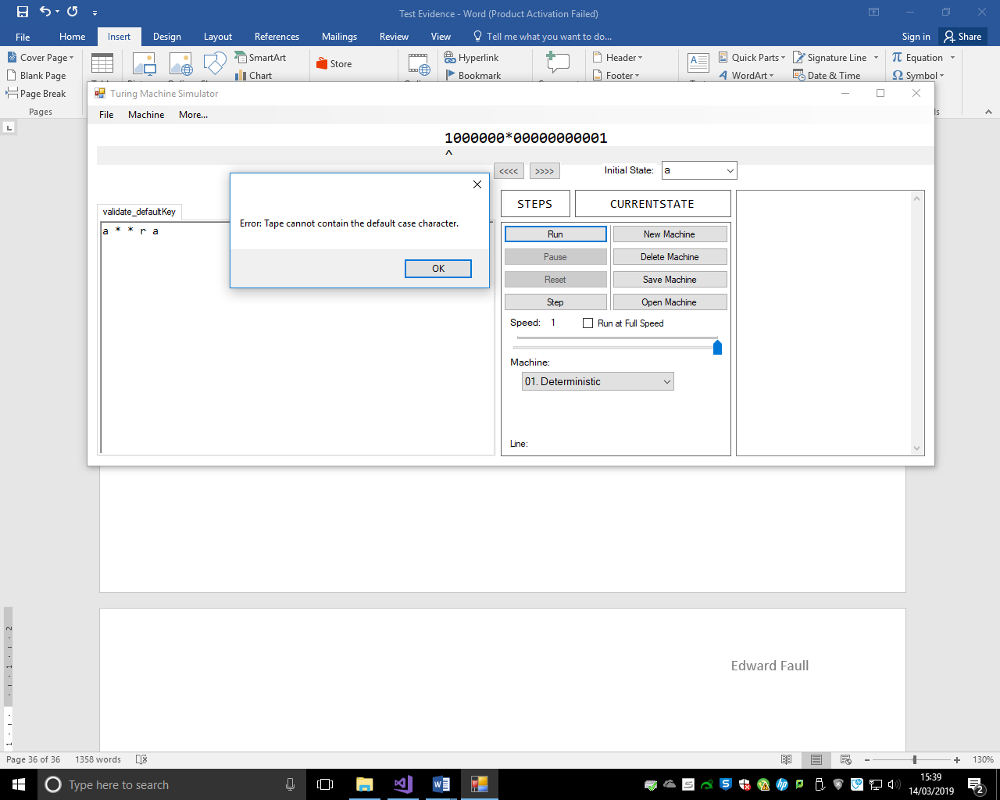 Test Evidence - Word (Product Activation Failed)
File Home Insert Design Layout References Mailings Review View Tell me what you want to do... Sign in Share
Cover Page
Blank Page
Page Break
Pages
SmartArt
Chart
Store
Hyperlink
Bookmark
Header
Footer
Quick Parts
WordArt
Signature Line
Date & Time
Equation
Symbol
Turing Machine Simulator
File Machine More...
1000000*00000000001
^
<<<< >>>> Initial State: a
validate_defaultKey
a * * r a
Error: Tape cannot contain the default case character.
OK
STEPS CURRENTSTATE
Run New Machine
Pause Delete Machine
Reset Save Machine
Step Open Machine
Speed: 1 Run at Full Speed
Machine:
01. Deterministic
Line:
Edward Faull
Page 36 of 36 1358 words 130%
Type here to search
15:39
14/03/2019
2